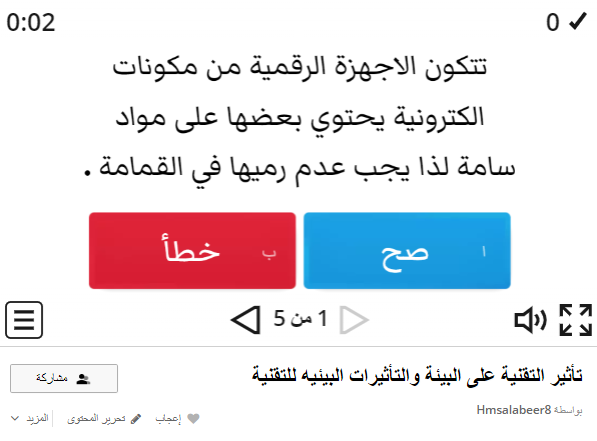 0:02
0
تتكون الاجهزة الرقمية من مكونات
الكترونية يحتوي بعضها على مواد
سامة لذا يجب عدم رميها في القمامة .
ا صح
ب خطأ
1 من 5
تأثير التقنية على البيئة والتأثيرات البيئيه للتقنية
مشاركة
بواسطة Hmsalabeer8
إعجاب
تحرير المحتوى
المزيد